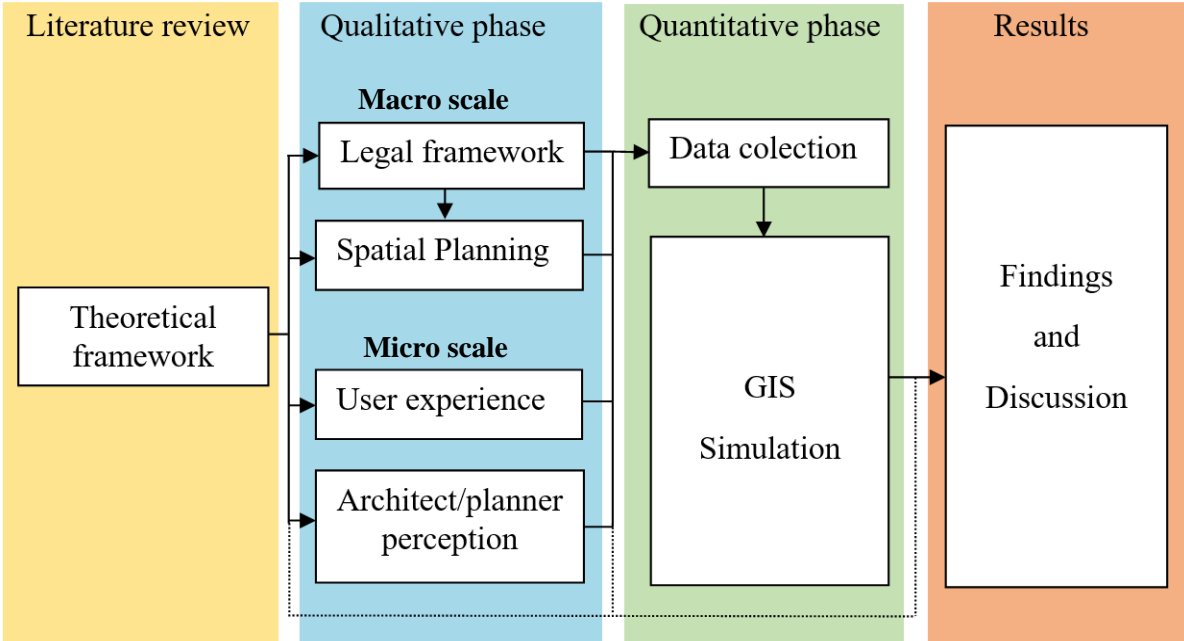 Literature review
Qualitative phase
Quantitative phase
Results
Theoretical
framework
Macro scale
Legal framework
Spatial Planning
Micro scale
User experience
Architect/planner
perception
Data colection
GIS
Simulation
Findings
and
Discussion